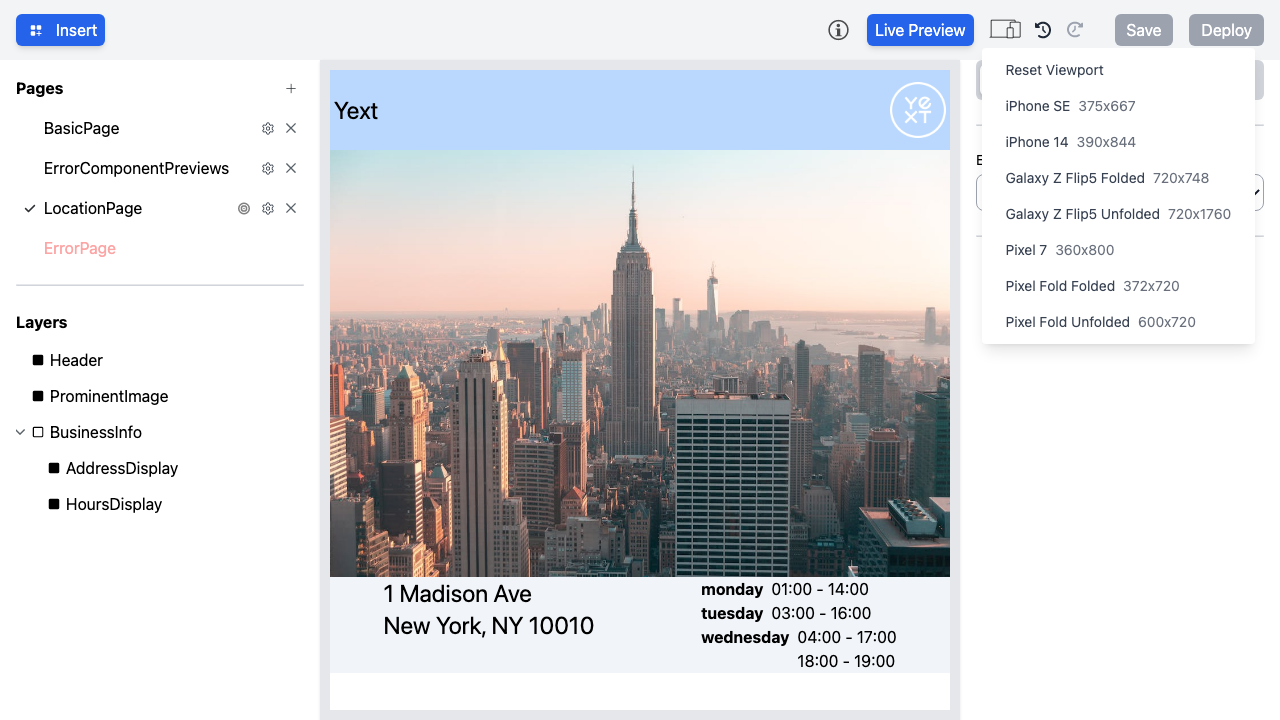 Insert
Live Preview
Save
Deploy
Pages
BasicPage
ErrorComponentPreviews
LocationPage
ErrorPage
Layers
Header
ProminentImage
BusinessInfo
AddressDisplay
HoursDisplay
Yext
YEXT
1 Madison Ave
New York, NY 10010
monday 01:00 - 14:00
tuesday 03:00 - 16:00
wednesday 04:00 - 17:00
18:00 - 19:00
Reset Viewport
iPhone SE 375x667
iPhone 14 390x844
Galaxy Z Flip5 Folded 720x748
Galaxy Z Flip5 Unfolded 720x1760
Pixel 7 360x800
Pixel Fold Folded 372x720
Pixel Fold Unfolded 600x720